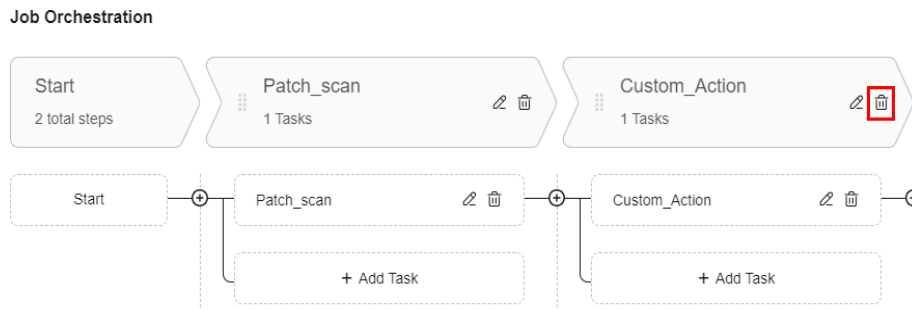 Job Orchestration
Start
2 total steps
Patch_scan
1 Tasks
Custom_Action
1 Tasks
Start
Patch_scan
Custom_Action
+ Add Task
+ Add Task